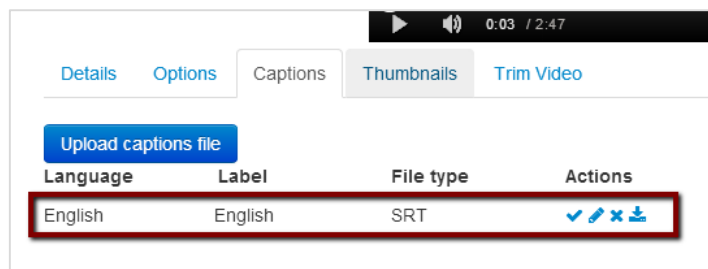 0:03 / 2:47
Details Options Captions Thumbnails Trim Video
Upload captions file
Language Label File type Actions
English English SRT